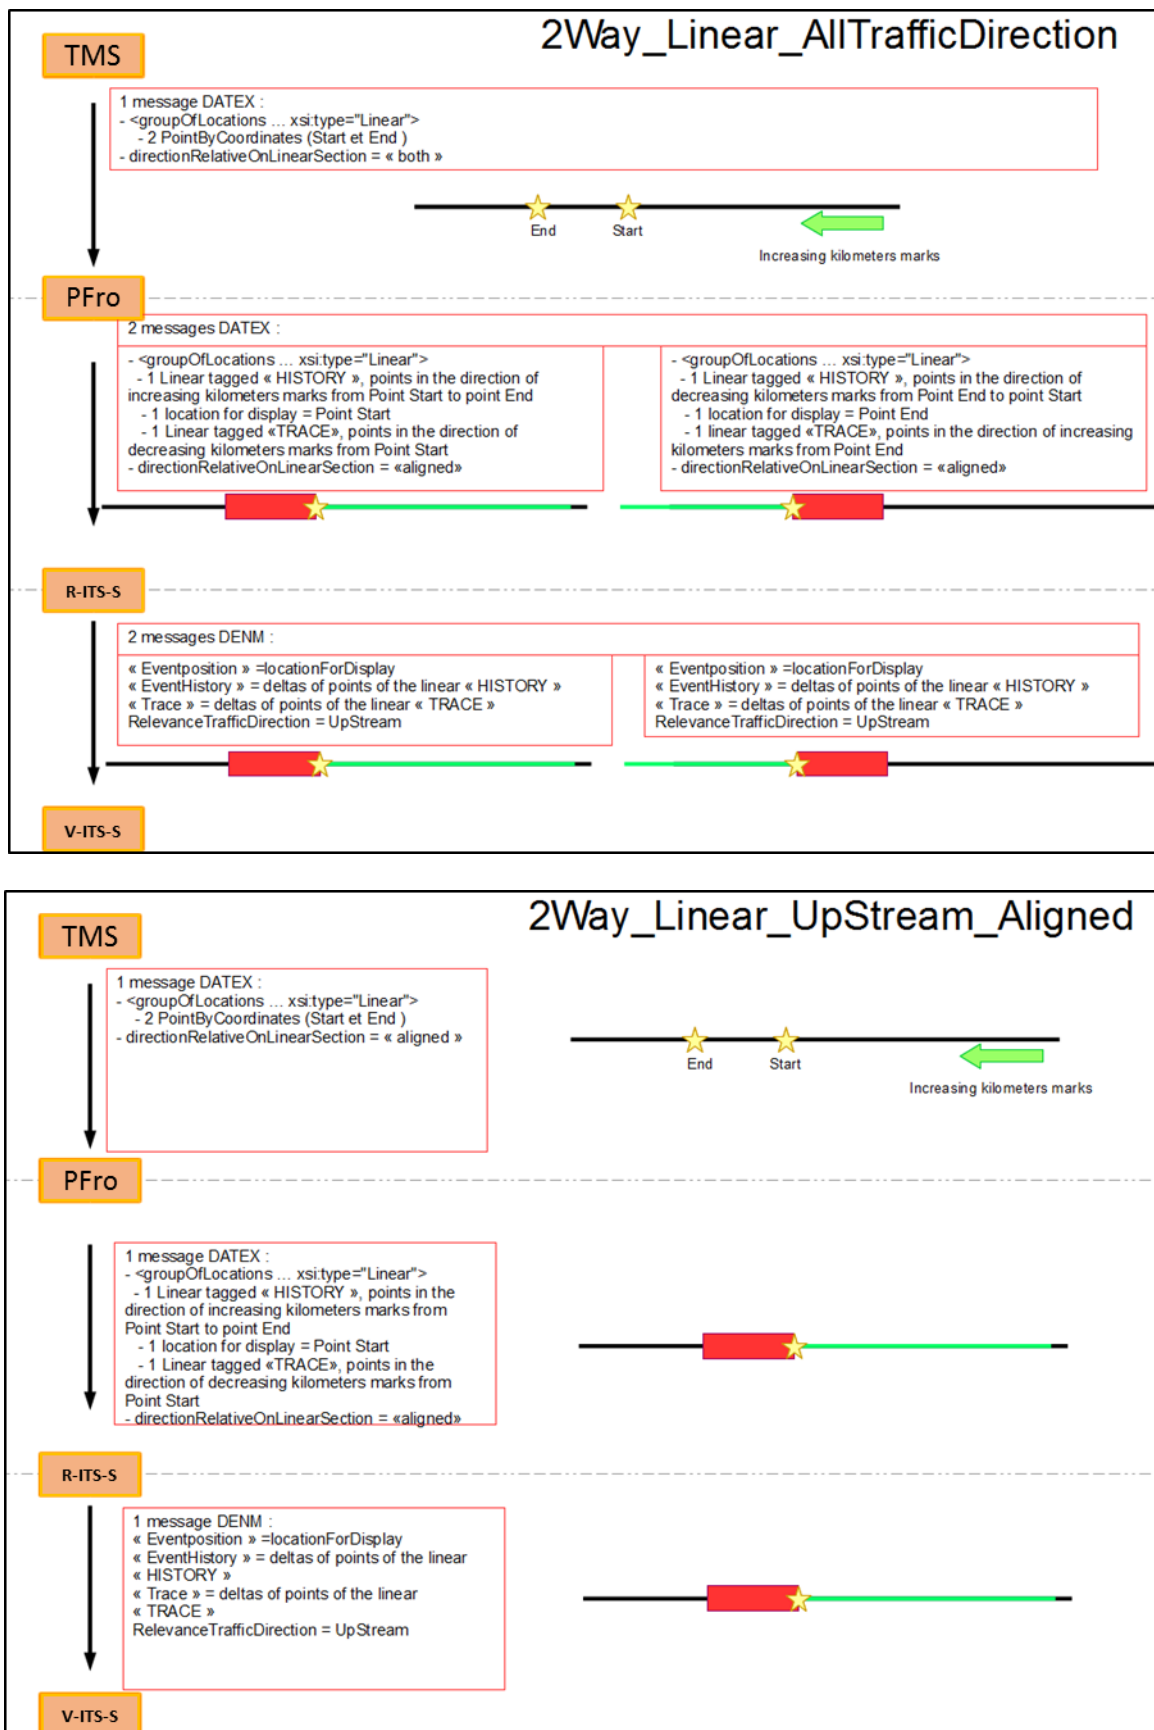 2Way_Linear_AllTrafficDirection
TMS
1 message DATEX :
- <groupOfLocations ... xsi:type="Linear">
- 2 PointByCoordinates (Start et End )
- directionRelativeOnLinearSection = « both »
End
Start
Increasing kilometers marks
PFro
2 messages DATEX :
- <groupOfLocations ... xsi:type="Linear">
- 1 Linear tagged « HISTORY », points in the direction of
increasing kilometers marks from Point Start to point End
- 1 location for display = Point Start
- 1 Linear tagged «TRACE», points in the direction of
decreasing kilometers marks from Point Start
- directionRelativeOnLinearSection = «aligned»
- <groupOfLocations ... xsi:type="Linear">
- 1 Linear tagged « HISTORY », points in the direction of
decreasing kilometers marks from Point End to point Start
- 1 location for display = Point End
- 1 linear tagged «TRACE», points in the direction of increasing
kilometers marks from Point End
- directionRelativeOnLinearSection = «aligned»
R-ITS-S
2 messages DENM :
« Eventposition » =locationForDisplay
« EventHistory » = deltas of points of the linear « HISTORY »
« Trace » = deltas of points of the linear « TRACE »
RelevanceTrafficDirection = UpStream
« Eventposition » =locationForDisplay
« EventHistory » = deltas of points of the linear « HISTORY »
« Trace » = deltas of points of the linear « TRACE »
RelevanceTrafficDirection = UpStream
V-ITS-S
2Way_Linear_UpStream_Aligned
TMS
1 message DATEX :
- <groupOfLocations ... xsi:type="Linear">
- 2 PointByCoordinates (Start et End )
- directionRelativeOnLinearSection = « aligned »
End
Start
Increasing kilometers marks
PFro
1 message DATEX :
- <groupOfLocations ... xsi:type="Linear">
- 1 Linear tagged « HISTORY », points in the
direction of increasing kilometers marks from
Point Start to point End
- 1 location for display = Point Start
- 1 Linear tagged «TRACE», points in the
direction of decreasing kilometers marks from
Point Start
- directionRelativeOnLinearSection = «aligned»
R-ITS-S
1 message DENM :
« Eventposition » =locationForDisplay
« EventHistory » = deltas of points of the linear
« HISTORY »
« Trace » = deltas of points of the linear
« TRACE »
RelevanceTrafficDirection = UpStream
V-ITS-S